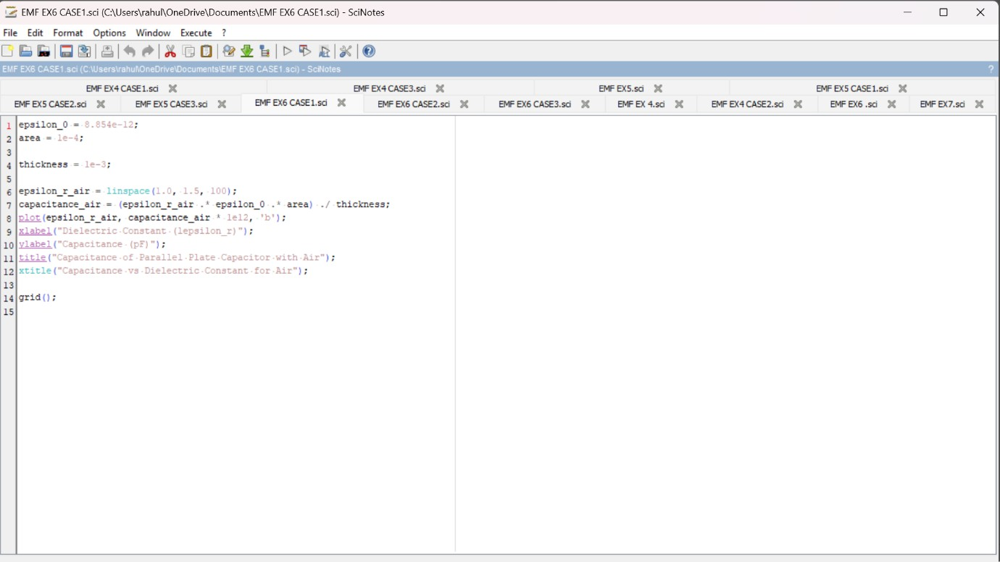 EMF EX6 CASE1.sci (C:\Users\rahul\OneDrive\Documents\EMF EX6 CASE1.sci) - SciNotes
File Edit Format Options Window Execute ?
EMF EX6 CASE1.sci (C:\Users\rahul\OneDrive\Documents\EMF EX6 CASE1.sci) - SciNotes ?
EMF EX4 CASE1.sci EMF EX4 CASE3.sci EMF EX5.sci EMF EX5 CASE1.sci
EMF EX5 CASE2.sci EMF EX5 CASE3.sci EMF EX6 CASE1.sci EMF EX6 CASE2.sci EMF EX6 CASE3.sci EMF EX 4.sci EMF EX4 CASE2.sci EMF EX6 .sci EMF EX7.sci
1 epsilon_0 = 8.854e-12;
2 area = 1e-4;
3
4 thickness = 1e-3;
5
6 epsilon_r_air = linspace(1.0, 1.5, 100);
7 capacitance_air = (epsilon_r_air .* epsilon_0 .* area) ./ thickness;
8 plot(epsilon_r_air, capacitance_air * 1e12, 'b');
9 xlabel("Dielectric Constant (lepsilon_r)");
10 ylabel("Capacitance (pF)");
11 title("Capacitance of Parallel Plate Capacitor with Air");
12 xtitle("Capacitance vs Dielectric Constant for Air");
13
14 grid();
15